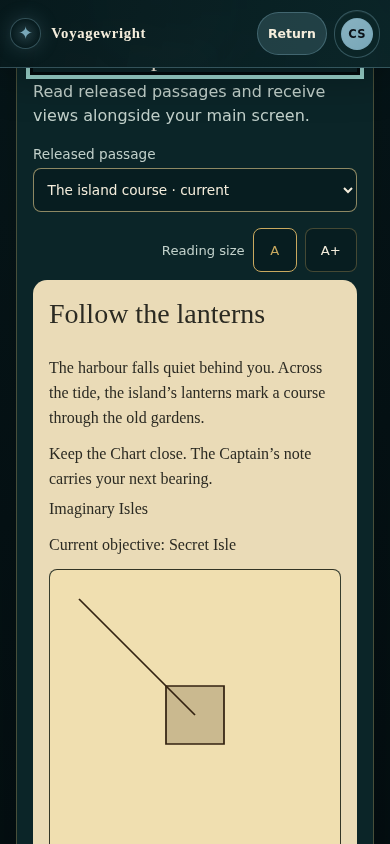 Voyagewright
Return
CS
Read released passages and receive
views alongside your main screen.
Released passage
The island course · current
Reading size
A
A+
Follow the lanterns
The harbour falls quiet behind you. Across
the tide, the island’s lanterns mark a course
through the old gardens.
Keep the Chart close. The Captain’s note
carries your next bearing.
Imaginary Isles
Current objective: Secret Isle